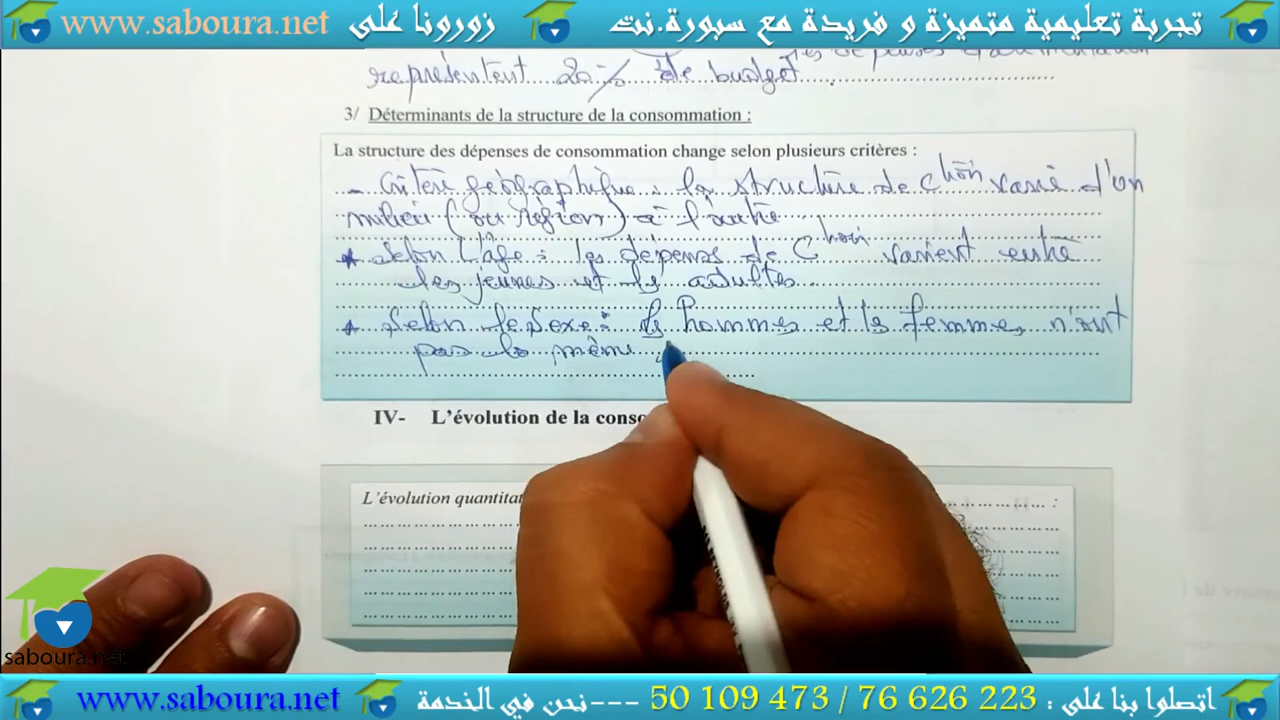 www.saboura.net زورونا على تجربة تعليمية متميزة و فريدة مع سبورة.نت
représentent 20% de budget
3/ Déterminants de la structure de la consommation :
La structure des dépenses de consommation change selon plusieurs critères :
- Critère géographique : la structure de C hion varie d'un
milieu (ou région) à l'autre
* Selon l'âge : les dépenses de C hion varient entre
les jeunes et les adultes
* Selon le sexe : les hommes et les femmes n'ont
pas le même
IV- L'évolution de la conso
L'évolution quantitat :
saboura.net
www.saboura.net اتصلوا بنا على : 50 109 473 / 76 626 223 ---نحن في الخدمة